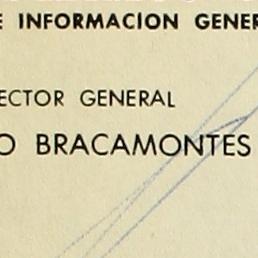 E INFORMACION GENER
ECTOR GENERAL
O BRACAMONTES